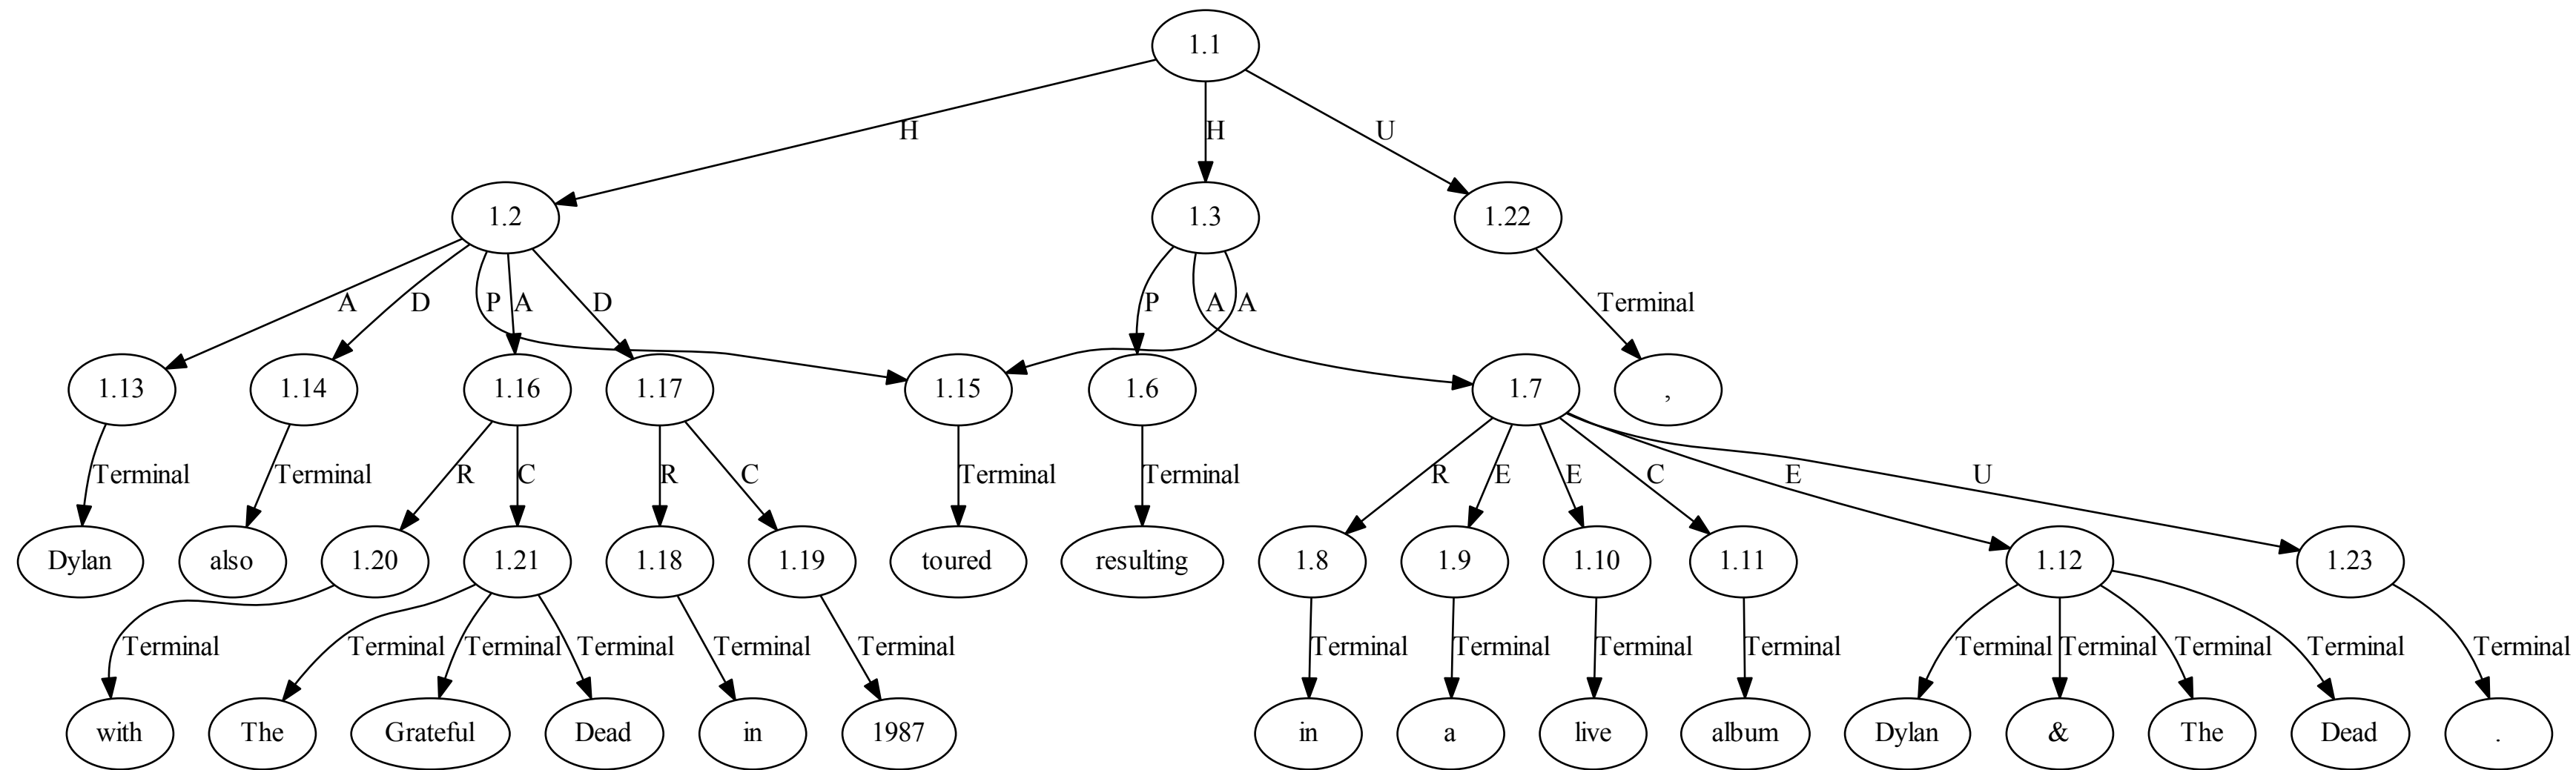 1.1
H H U
1.2 1.3 1.22
A D P A D P A A Terminal
1.13 1.14 1.16 1.17 1.15 1.6 1.7 ,
Terminal Terminal R C R C Terminal Terminal R E E C E U
Dylan also 1.20 1.21 1.18 1.19 toured resulting 1.8 1.9 1.10 1.11 1.12 1.23
Terminal Terminal Terminal Terminal Terminal Terminal Terminal Terminal Terminal Terminal Terminal Terminal Terminal Terminal Terminal
with The Grateful Dead in 1987 in a live album Dylan & The Dead .